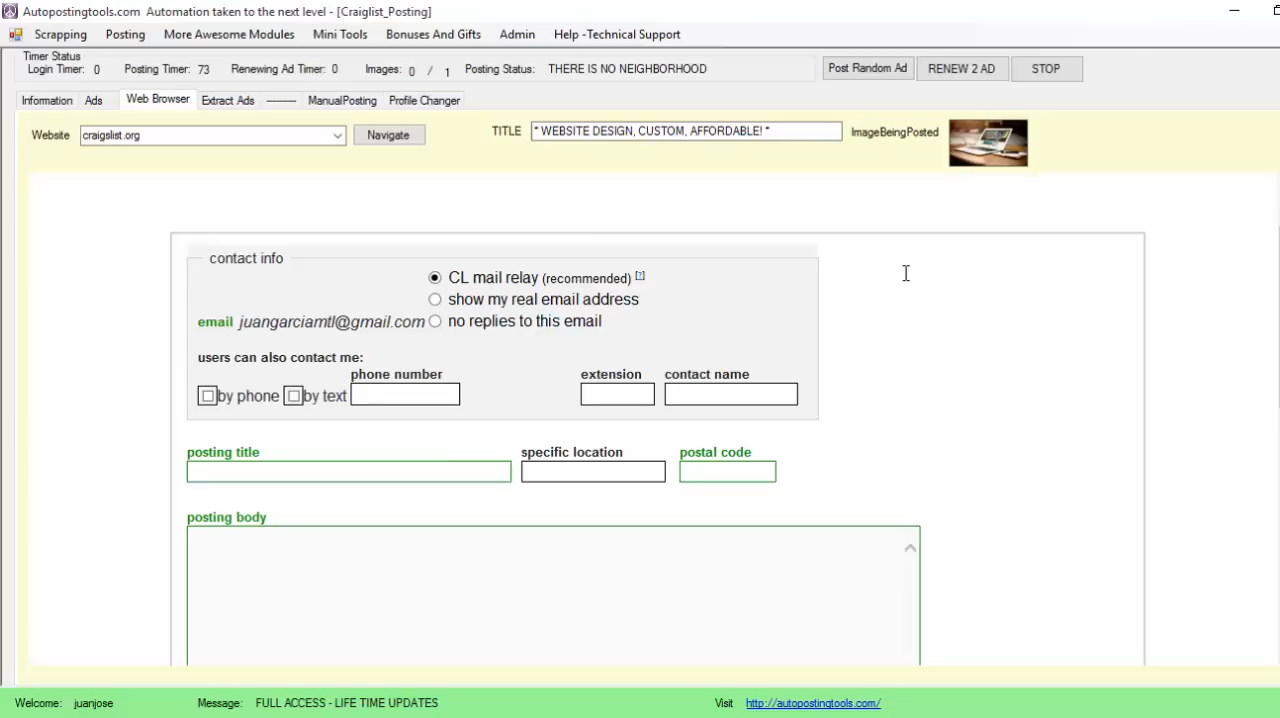 Autopostingtools.com Automation taken to the next level - [Craiglist_Posting]
Scrapping Posting More Awesome Modules Mini Tools Bonuses And Gifts Admin Help -Technical Support
Timer Status
Login Timer: 0 Posting Timer: 73 Renewing Ad Timer: 0 Images: 0 / 1 Posting Status: THERE IS NO NEIGHBORHOOD Post Random Ad RENEW 2 AD STOP
Information Ads Web Browser Extract Ads ---------- ManualPosting Profile Changer
Website craigslist.org Navigate TITLE * WEBSITE DESIGN, CUSTOM, AFFORDABLE! * ImageBeingPosted
contact info
CL mail relay (recommended) [?]
show my real email address
email juangarciamtl@gmail.com no replies to this email
users can also contact me:
phone number extension contact name
by phone by text
posting title specific location postal code
posting body
Welcome: juanjose Message: FULL ACCESS - LIFE TIME UPDATES Visit http://autopostingtools.com/